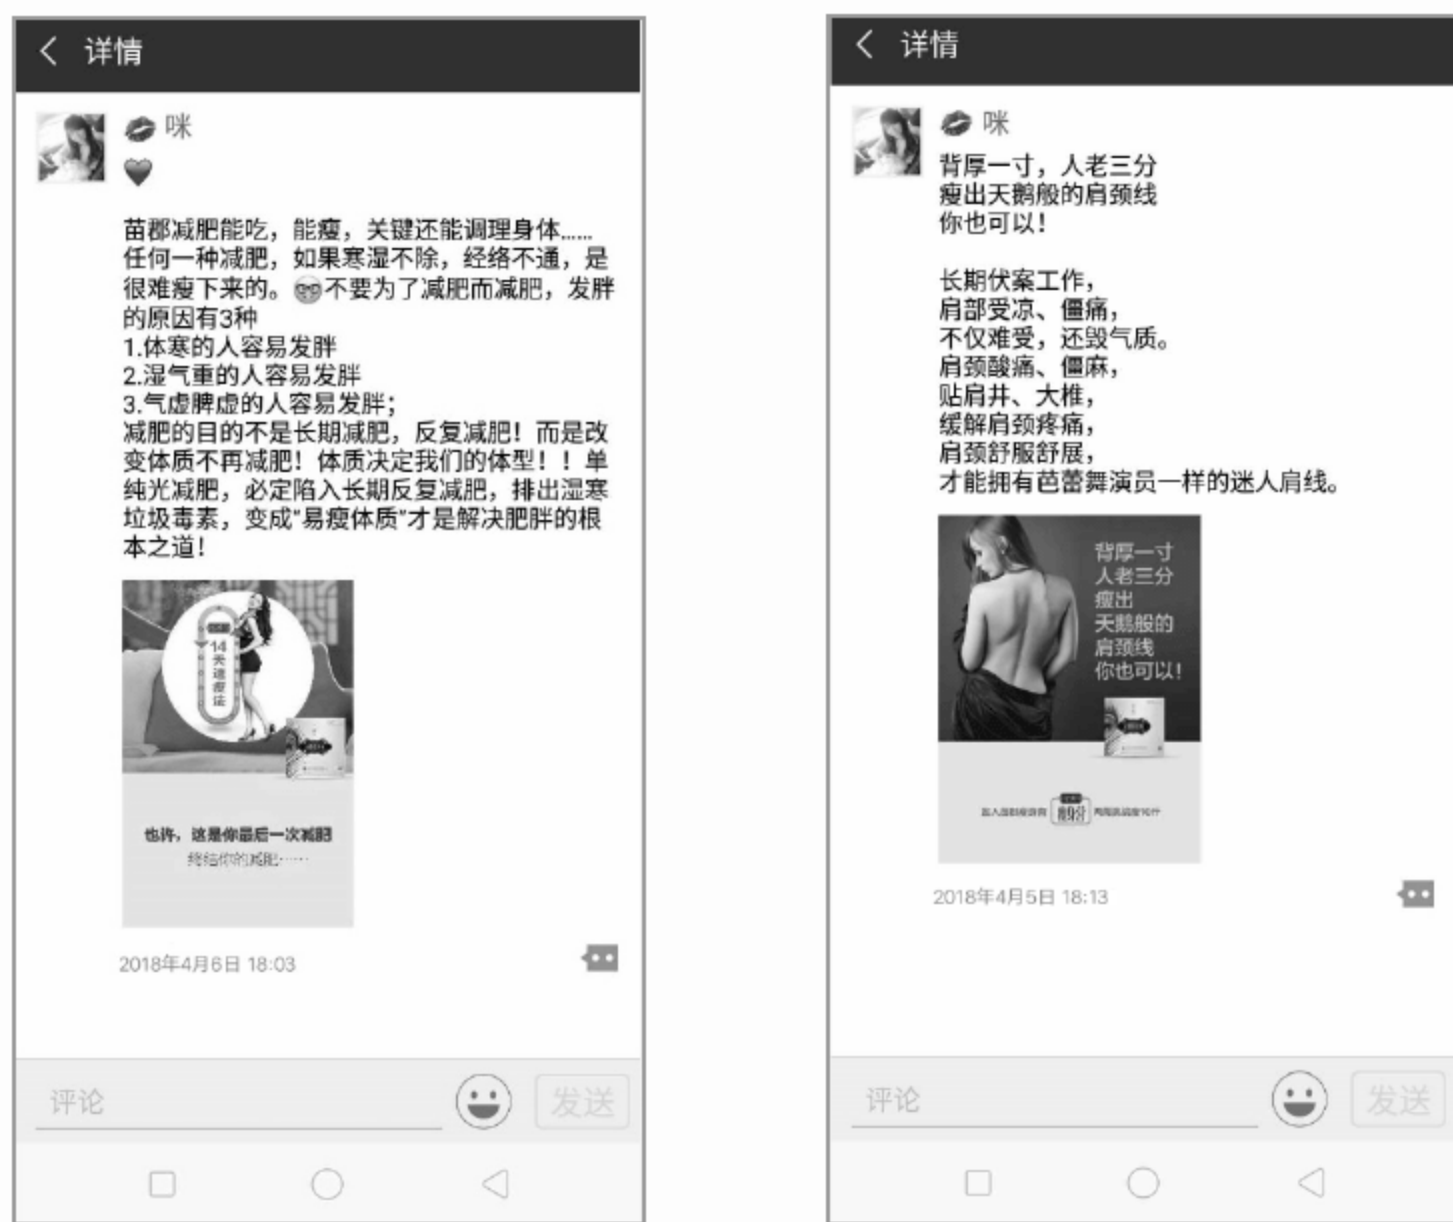 详情
咪
苗郡减肥能吃，能瘦，关键还能调理身体......
任何一种减肥，如果寒湿不除，经络不通，是
很难瘦下来的。不要为了减肥而减肥，发胖
的原因有3种
1.体寒的人容易发胖
2.湿气重的人容易发胖
3.气虚脾虚的人容易发胖；
减肥的目的不是长期减肥，反复减肥！而是改
变体质不再减肥！体质决定我们的体型！！单
纯光减肥，必定陷入长期反复减肥，排出湿寒
垃圾毒素，变成"易瘦体质"才是解决肥胖的根
本之道！
14
天
速
瘦
法
也许，这是你最后一次减肥
终结你的减肥······
2018年4月6日 18:03
评论
发送
详情
咪
背厚一寸，人老三分
瘦出天鹅般的肩颈线
你也可以！
长期伏案工作，
肩部受凉、僵痛，
不仅难受，还毁气质。
肩颈酸痛、僵麻，
贴肩井、大椎，
缓解肩颈疼痛，
肩颈舒服舒展，
才能拥有芭蕾舞演员一样的迷人肩线。
背厚一寸
人老三分
瘦出
天鹅般的
肩颈线
你也可以！
2018年4月5日 18:13
评论
发送